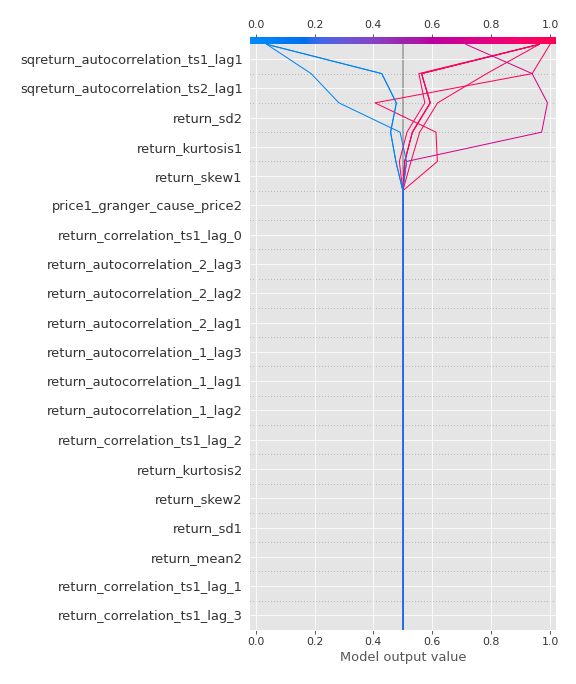 0.0 0.2 0.4 0.6 0.8 1.0
sqreturn_autocorrelation_ts1_lag1
sqreturn_autocorrelation_ts2_lag1
return_sd2
return_kurtosis1
return_skew1
price1_granger_cause_price2
return_correlation_ts1_lag_0
return_autocorrelation_2_lag3
return_autocorrelation_2_lag2
return_autocorrelation_2_lag1
return_autocorrelation_1_lag3
return_autocorrelation_1_lag1
return_autocorrelation_1_lag2
return_correlation_ts1_lag_2
return_kurtosis2
return_skew2
return_sd1
return_mean2
return_correlation_ts1_lag_1
return_correlation_ts1_lag_3
0.0 0.2 0.4 0.6 0.8 1.0
Model output value